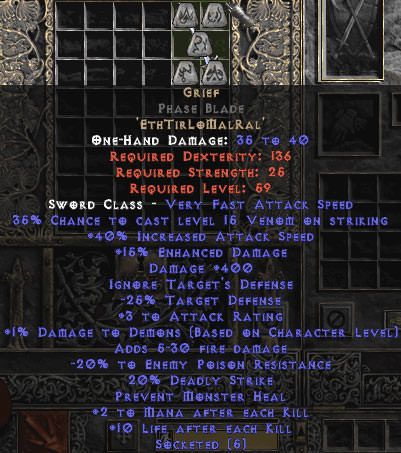 Grief
Phase Blade
'EthTirLoMalRal'
One-Hand Damage: 35 to 40
Required Dexterity: 136
Required Strength: 25
Required Level: 59
Sword Class - Very Fast Attack Speed
35% Chance to cast level 15 Venom on striking
+40% Increased Attack Speed
+15% Enhanced Damage
Damage +400
Ignore Target's Defense
-25% Target Defense
+3 to Attack Rating
+1% Damage to Demons (Based on Character Level)
Adds 5-30 fire damage
-20% to Enemy Poison Resistance
20% Deadly Strike
Prevent Monster Heal
+2 to Mana after each Kill
+10 Life after each Kill
Socketed (5)